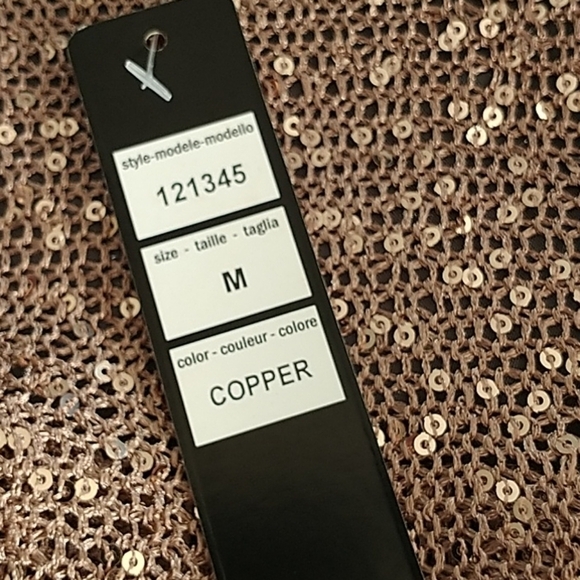 style-modele-modello
121345
size - taille - taglia
M
color - couleur - colore
COPPER